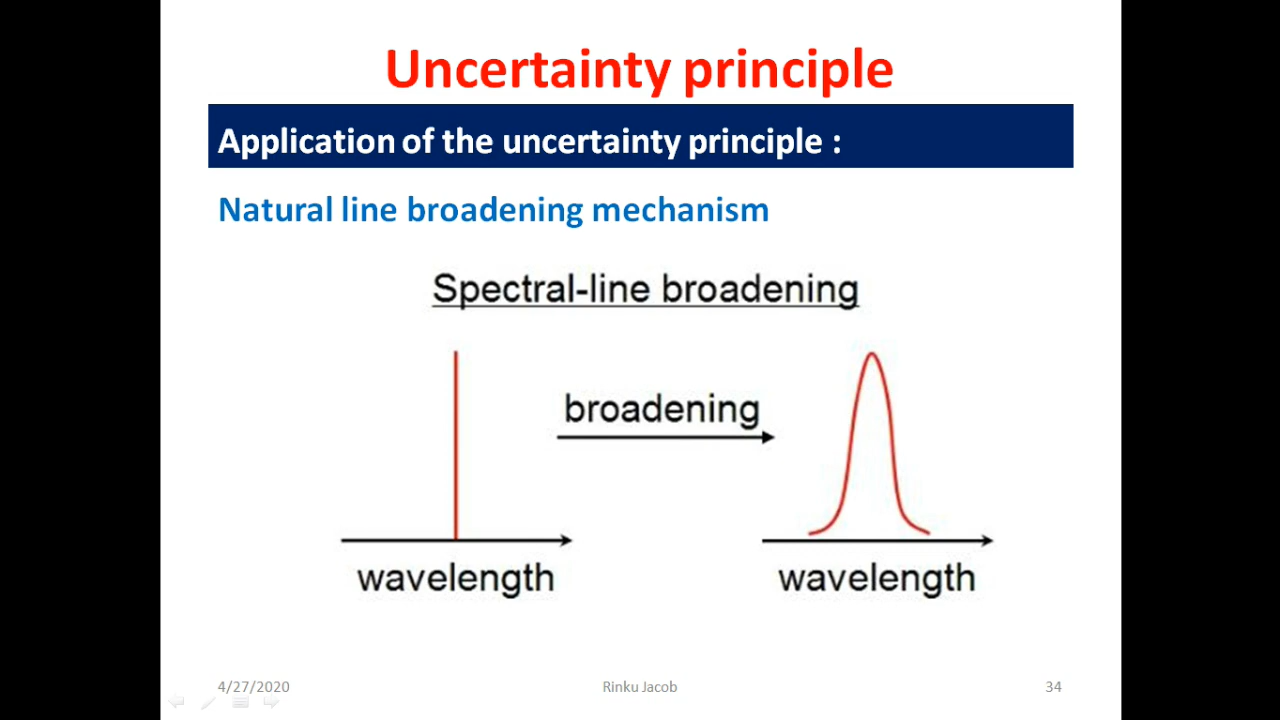 Uncertainty principle
Application of the uncertainty principle :
Natural line broadening mechanism
Spectral-line broadening
broadening
wavelength
wavelength
4/27/2020
Rinku Jacob
34